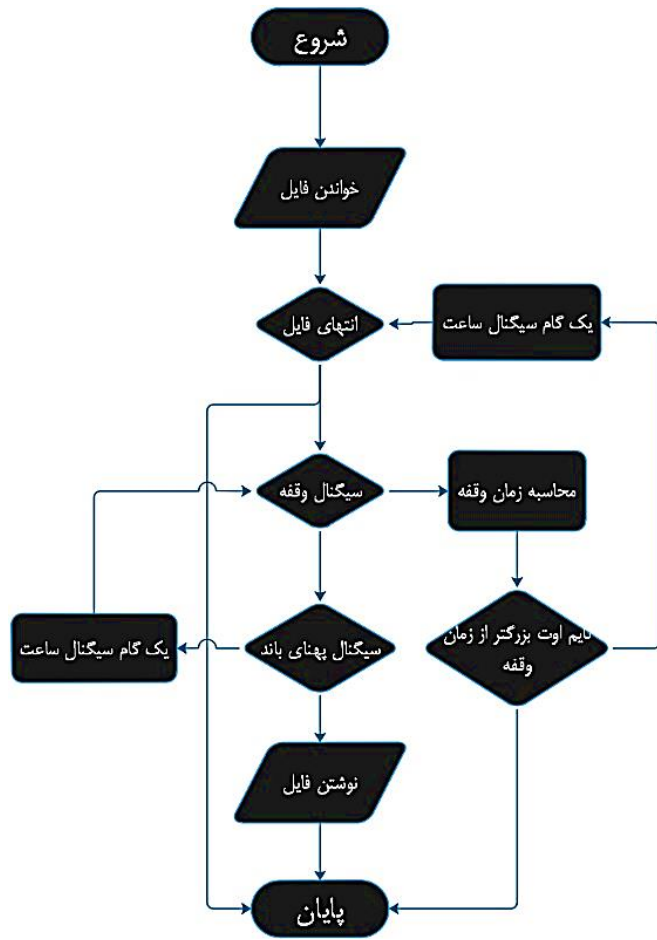 شروع
خواندن فایل
انتهای فایل
یک گام سیگنال ساعت
سیگنال وقفه
محاسبه زمان وقفه
یک گام سیگنال ساعت
سیگنال پهنای باند
تایم اوت بزرگتر از زمان
وقفه
نوشتن فایل
پایان